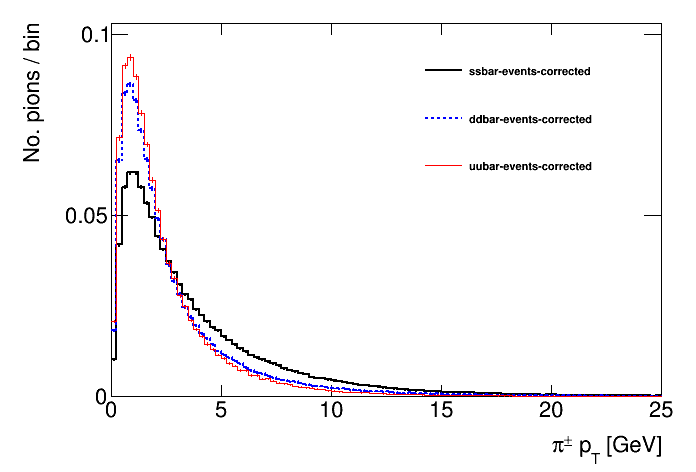 No. pions / bin
0.1
0.05
0
ssbar-events-corrected
ddbar-events-corrected
uubar-events-corrected
0 5 10 15 20 25
π± p_T [GeV]